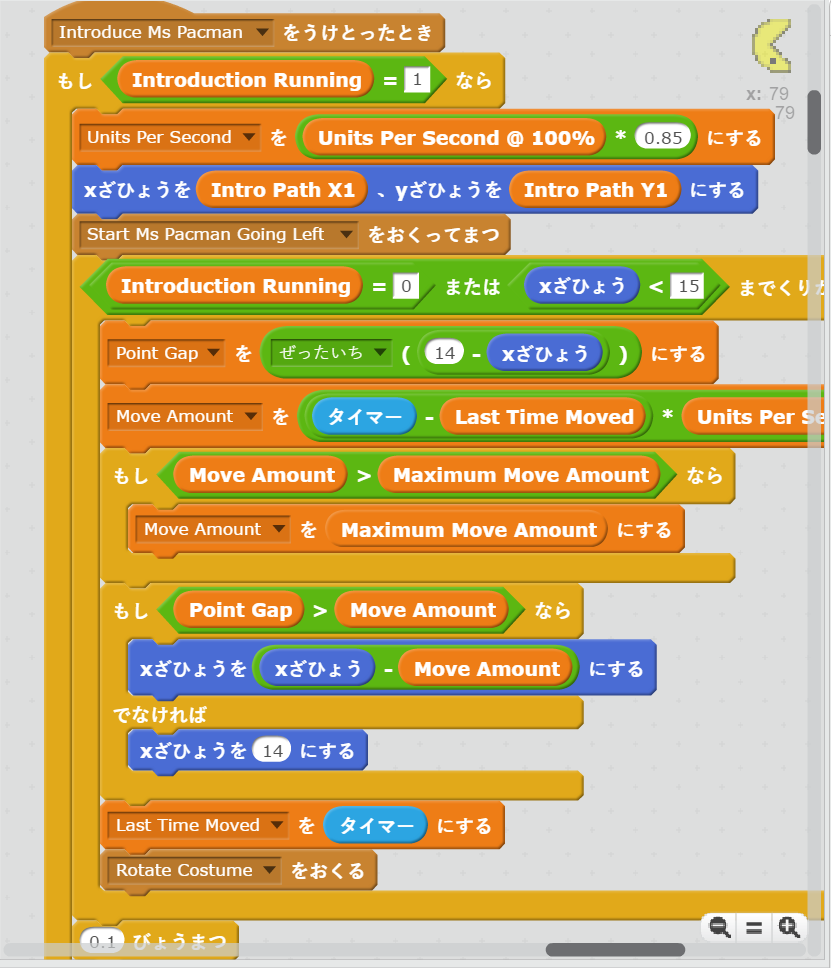 Introduce Ms Pacman をうけとったとき
もし Introduction Running = 1 なら
x: 79
79
Units Per Second を Units Per Second @ 100% * 0.85 にする
xざひょうを Intro Path X1 、yざひょうを Intro Path Y1 にする
Start Ms Pacman Going Left をおくってまつ
Introduction Running = 0 または xざひょう < 15 までくり
Point Gap を ぜったいち ( 14 - xざひょう ) にする
Move Amount を タイマー - Last Time Moved * Units Per Se
もし Move Amount > Maximum Move Amount なら
Move Amount を Maximum Move Amount にする
もし Point Gap > Move Amount なら
xざひょうを xざひょう - Move Amount にする
でなければ
xざひょうを 14 にする
Last Time Moved を タイマー にする
Rotate Costume をおくる
0.1 びょうまつ